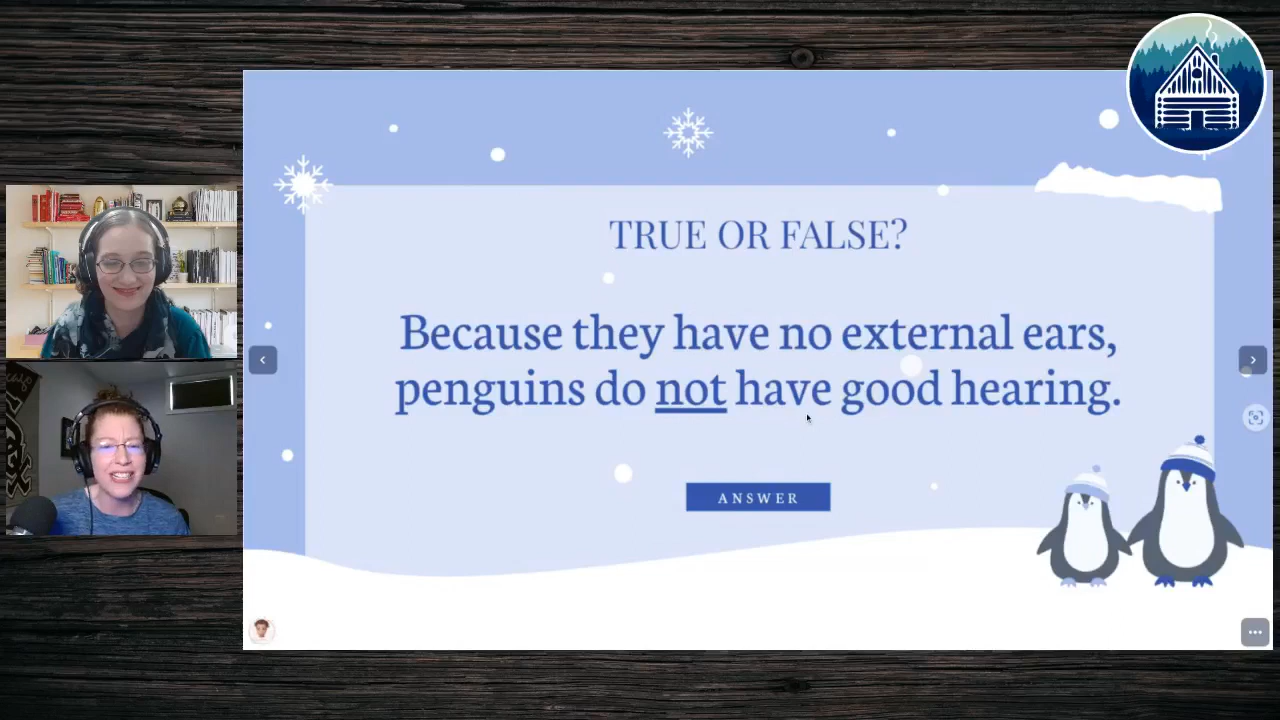 TRUE OR FALSE?
Because they have no external ears,
penguins do not have good hearing.
ANSWER